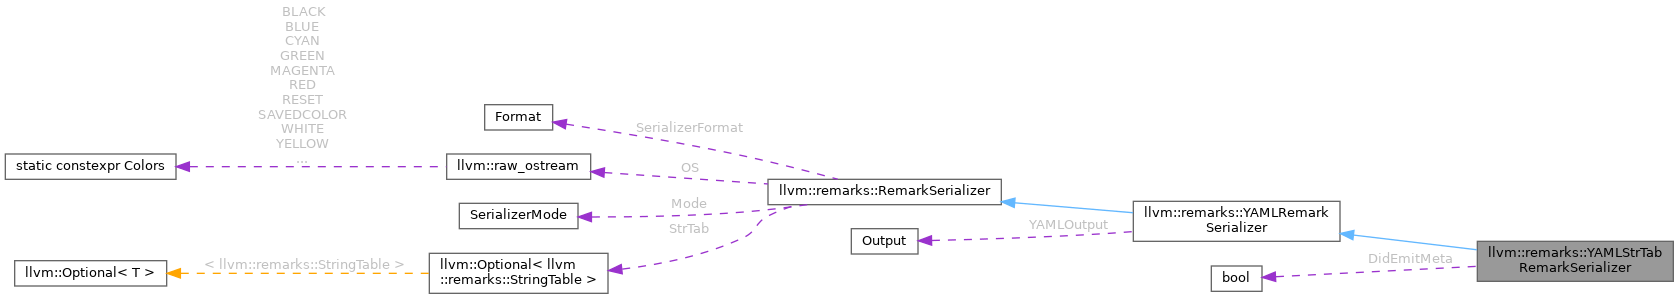 BLACK
BLUE
CYAN
GREEN
MAGENTA
RED
RESET
SAVEDCOLOR
WHITE
YELLOW
...
static constexpr Colors
Format
SerializerFormat
llvm::raw_ostream
OS
SerializerMode
Mode
StrTab
llvm::remarks::RemarkSerializer
llvm::Optional< T >
< llvm::remarks::StringTable >
llvm::Optional< llvm
::remarks::StringTable >
Output
YAMLOutput
llvm::remarks::YAMLRemark
Serializer
bool
DidEmitMeta
llvm::remarks::YAMLStrTab
RemarkSerializer